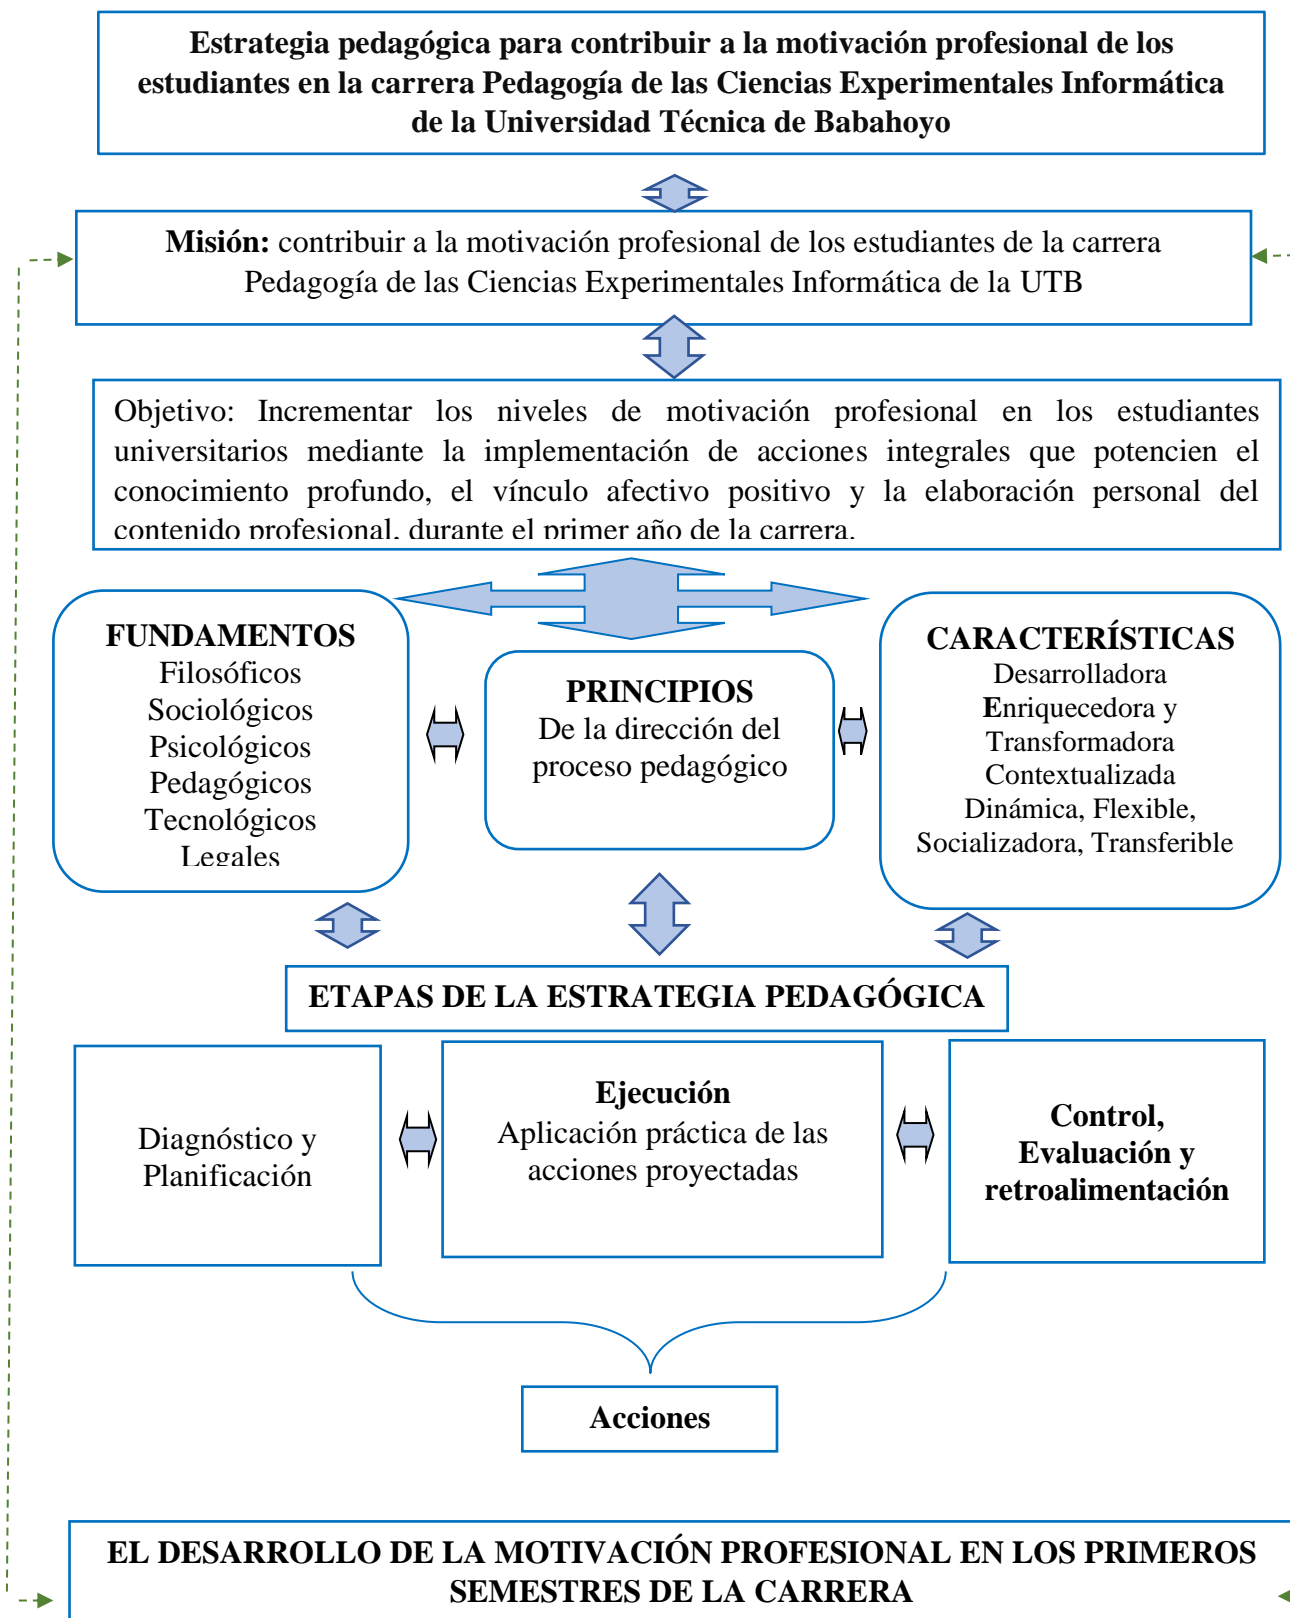 Estrategia pedagógica para contribuir a la motivación profesional de los
estudiantes en la carrera Pedagogía de las Ciencias Experimentales Informática
de la Universidad Técnica de Babahoyo
Misión: contribuir a la motivación profesional de los estudiantes de la carrera
Pedagogía de las Ciencias Experimentales Informática de la UTB
Objetivo: Incrementar los niveles de motivación profesional en los estudiantes
universitarios mediante la implementación de acciones integrales que potencien el
conocimiento profundo, el vínculo afectivo positivo y la elaboración personal del
contenido profesional, durante el primer año de la carrera.
FUNDAMENTOS
Filosóficos
Sociológicos
Psicológicos
Pedagógicos
Tecnológicos
Legales
PRINCIPIOS
De la dirección del
proceso pedagógico
CARACTERÍSTICAS
Desarrolladora
Enriquecedora y
Transformadora
Contextualizada
Dinámica, Flexible,
Socializadora, Transferible
ETAPAS DE LA ESTRATEGIA PEDAGÓGICA
Diagnóstico y
Planificación
Ejecución
Aplicación práctica de las
acciones proyectadas
Control,
Evaluación y
retroalimentación
Acciones
EL DESARROLLO DE LA MOTIVACIÓN PROFESIONAL EN LOS PRIMEROS
SEMESTRES DE LA CARRERA